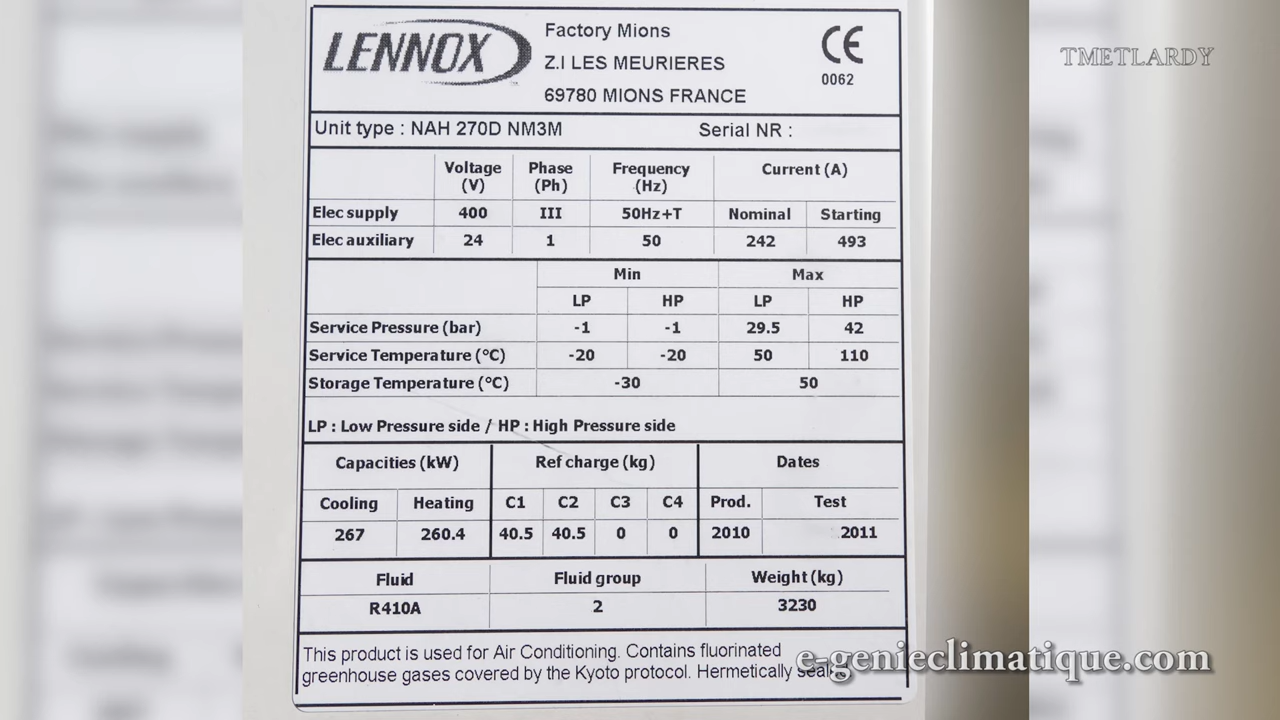 LENNOX
Factory Mions
Z.I LES MEURIERES
69780 MIONS FRANCE
CE
0062
TMETLARDY
Unit type : NAH 270D NM3M Serial NR :
Voltage (V) Phase (Ph) Frequency (Hz) Current (A)
Elec supply 400 III 50Hz+T Nominal Starting
Elec auxiliary 24 1 50 242 493
Min Max
LP HP LP HP
Service Pressure (bar) -1 -1 29.5 42
Service Temperature (°C) -20 -20 50 110
Storage Temperature (°C) -30 50
LP : Low Pressure side / HP : High Pressure side
Capacities (kW) Ref charge (kg) Dates
Cooling Heating C1 C2 C3 C4 Prod. Test
267 260.4 40.5 40.5 0 0 2010 2011
Fluid Fluid group Weight (kg)
R410A 2 3230
This product is used for Air Conditioning. Contains fluorinated
greenhouse gases covered by the Kyoto protocol. Hermetically
e-genieclimatique.com